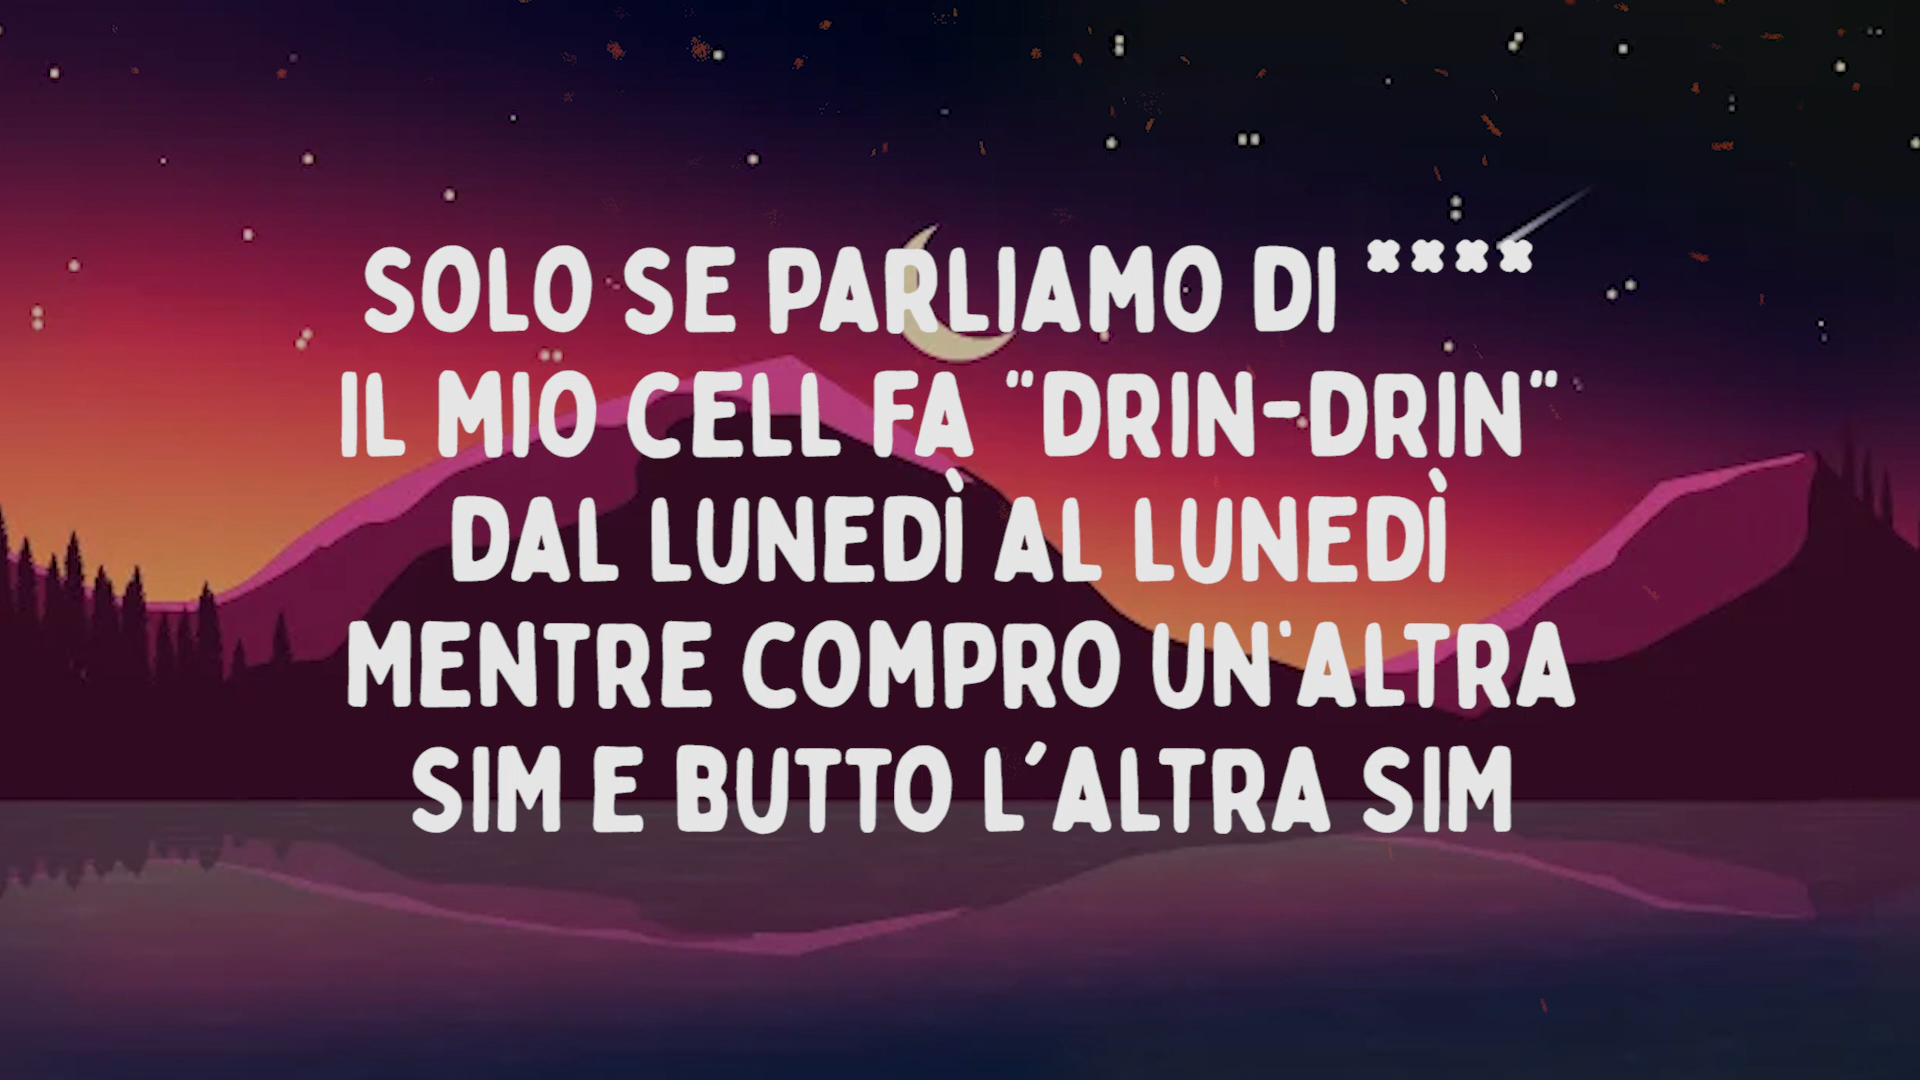 SOLO SE PARLIAMO DI ****
IL MIO CELL FA "DRIN-DRIN"
DAL LUNEDÌ AL LUNEDÌ
MENTRE COMPRO UN'ALTRA
SIM E BUTTO L'ALTRA SIM